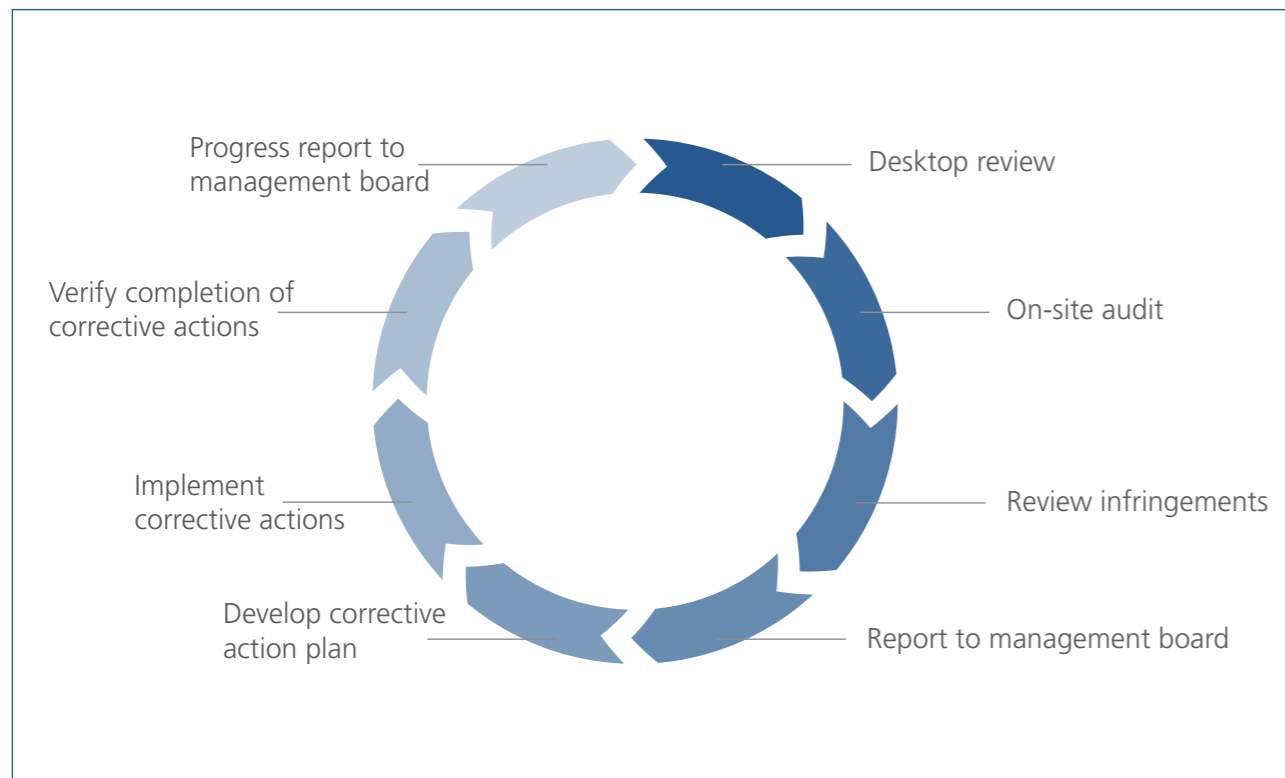 Desktop review
On-site audit
Review infringements
Report to management board
Develop corrective
action plan
Implement
corrective actions
Verify completion of
corrective actions
Progress report to
management board